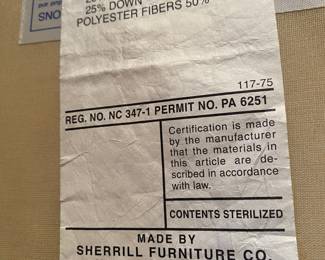 25% DOWN
POLYESTER FIBERS 50%
117-75
REG. NO. NC 347-1 PERMIT NO. PA 6251
Certification is made
by the manufacturer
that the materials in
this article are de-
scribed in accordance
with law.
CONTENTS STERILIZED
MADE BY
SHERRILL FURNITURE CO.